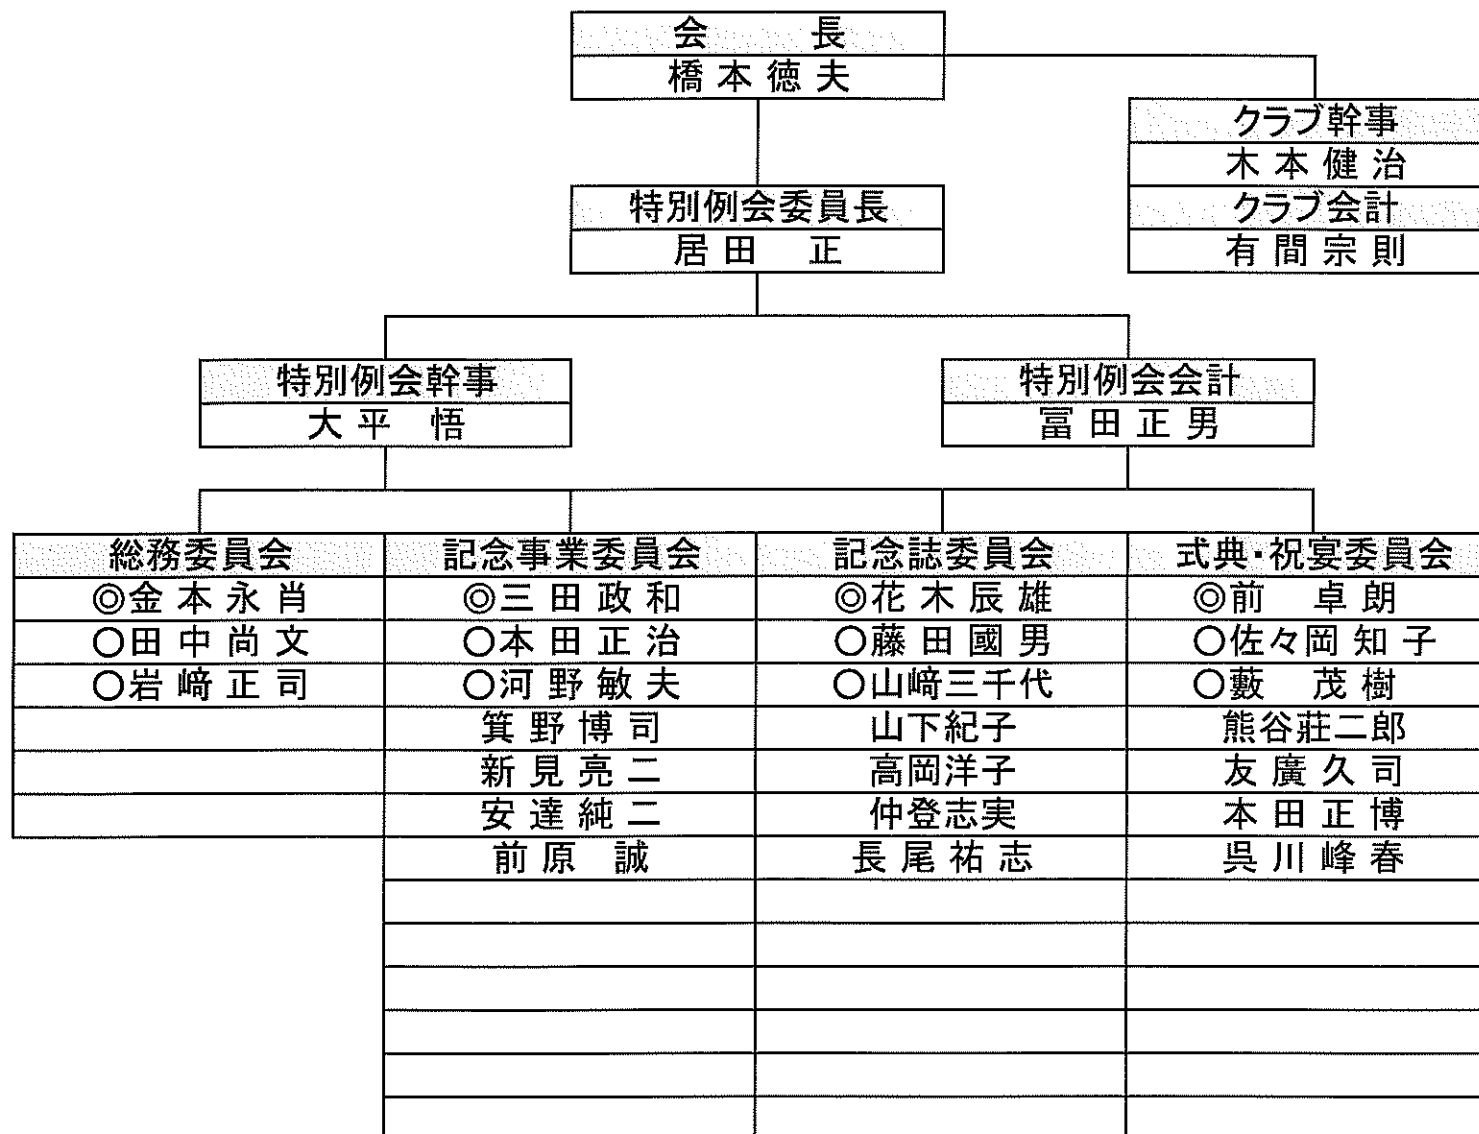 会　長
橋本徳夫
クラブ幹事
木本健治
特別例会委員長
クラブ会計
居田　正
有間宗則
特別例会幹事
特別例会会計
大平　悟
冨田正男
総務委員会 記念事業委員会 記念誌委員会 式典・祝宴委員会
◎金本永肖 ◎三田政和 ◎花木辰雄 ◎前　卓朗
○田中尚文 ○本田正治 ○藤田國男 ○佐々岡知子
○岩﨑正司 ○河野敏夫 ○山﨑三千代 ○藪　茂樹
箕野博司 山下紀子 熊谷莊二郎
新見亮二 高岡洋子 友廣久司
安達純二 仲登志実 本田正博
前原　誠 長尾祐志 呉川峰春